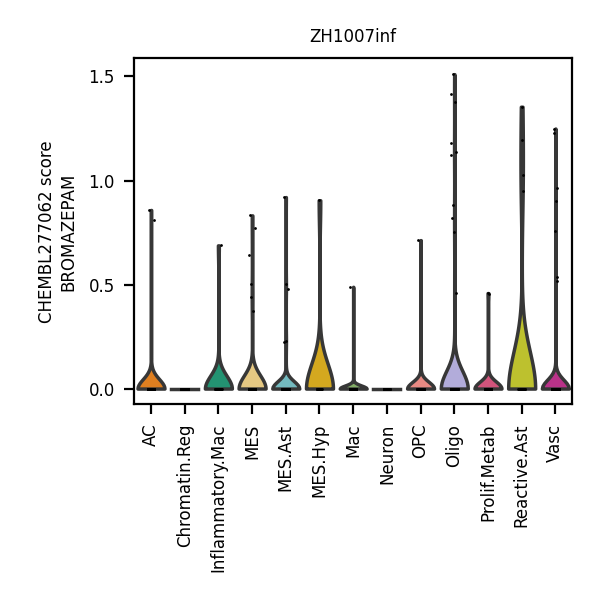 ZH1007inf
CHEMBL277062 score
BROMAZEPAM
1.5
1.0
0.5
0.0
AC
Chromatin.Reg
Inflammatory.Mac
MES
MES.Ast
MES.Hyp
Mac
Neuron
OPC
Oligo
Prolif.Metab
Reactive.Ast
Vasc